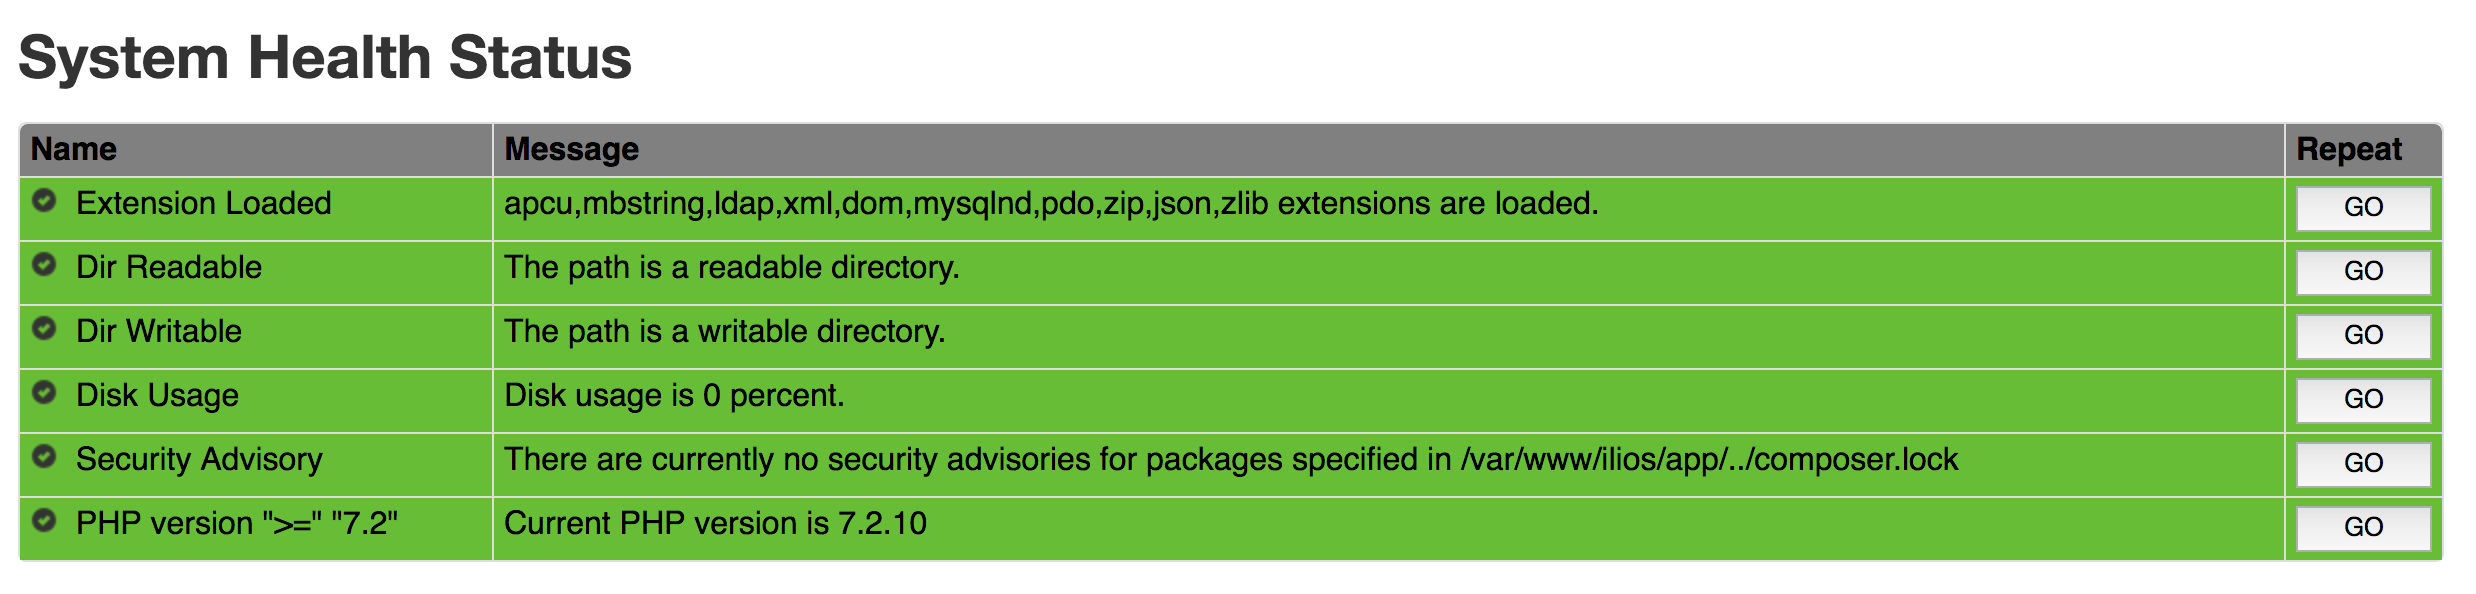 System Health Status
Name Message Repeat
Extension Loaded apcu,mbstring,ldap,xml,dom,mysqlnd,pdo,zip,json,zlib extensions are loaded. GO
Dir Readable The path is a readable directory. GO
Dir Writable The path is a writable directory. GO
Disk Usage Disk usage is 0 percent. GO
Security Advisory There are currently no security advisories for packages specified in /var/www/ilios/app/../composer.lock GO
PHP version ">=" "7.2" Current PHP version is 7.2.10 GO